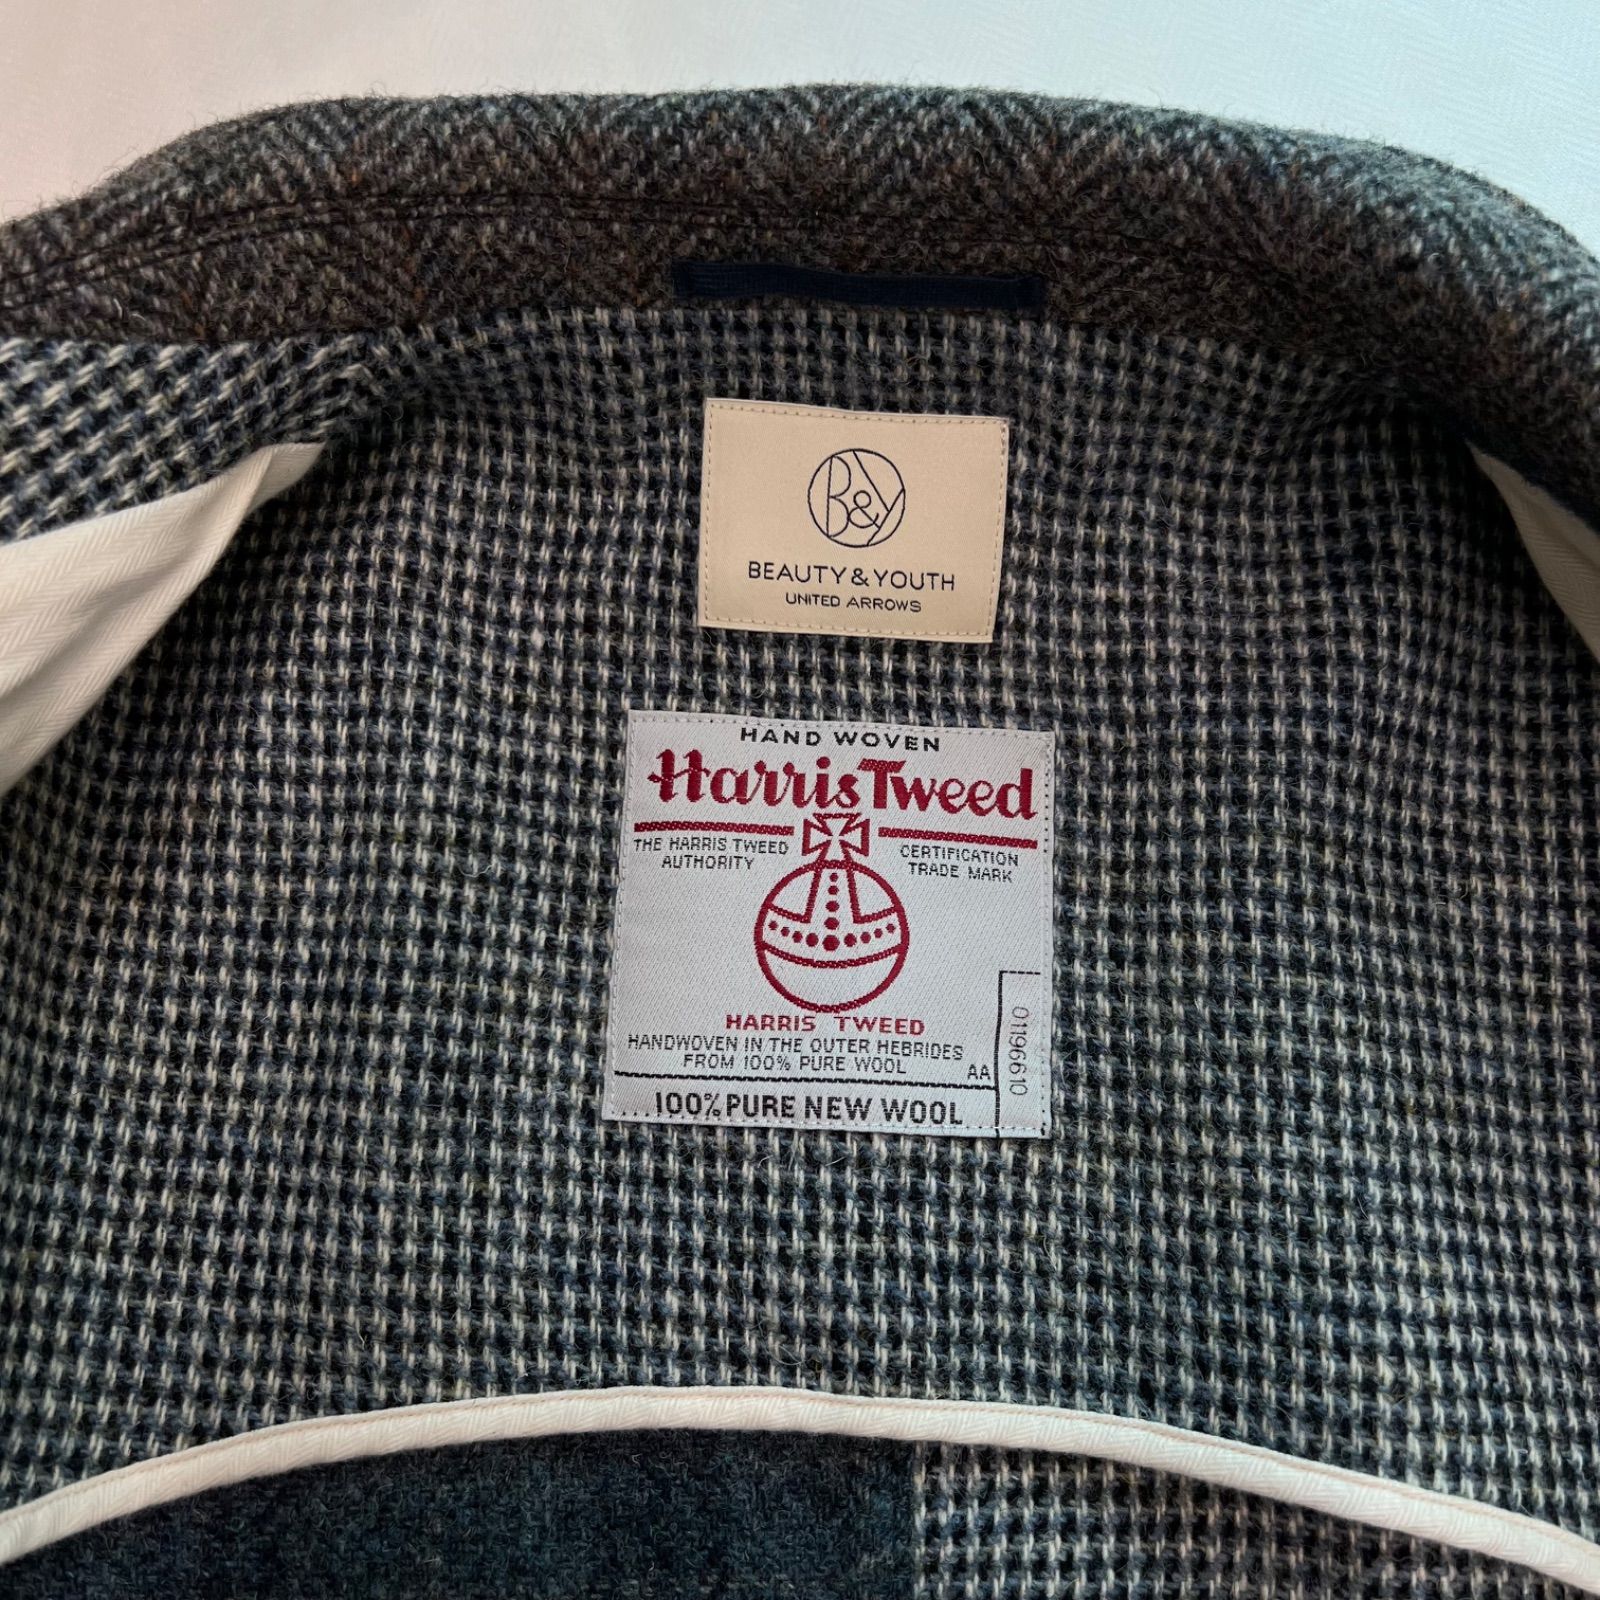 B&Y
BEAUTY & YOUTH
UNITED ARROWS
HAND WOVEN
Harris Tweed
THE HARRIS TWEED
AUTHORITY
CERTIFICATION
TRADE MARK
HARRIS TWEED
HANDWOVEN IN THE OUTER HEBRIDES
FROM 100% PURE WOOL
AA
100% PURE NEW WOOL
01196610